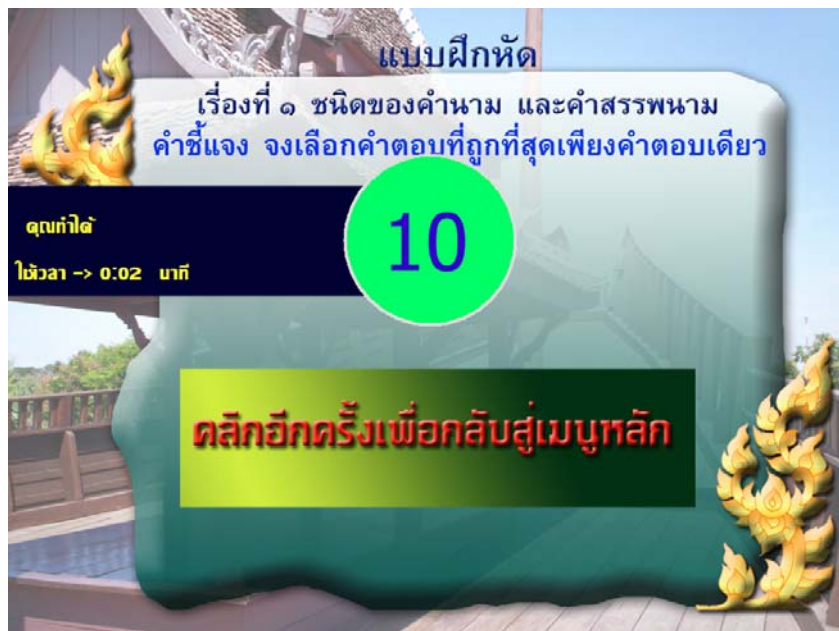 แบบฝึกหัด
เรื่องที่ ๑ ชนิดของคำนาม และคำสรรพนาม
คำชี้แจง จงเลือกคำตอบที่ถูกที่สุดเพียงคำตอบเดียว
คุณทำได้
10
ใช้เวลา -> 0:02 นาที
คลิกอีกครั้งเพื่อกลับสู่เมนูหลัก